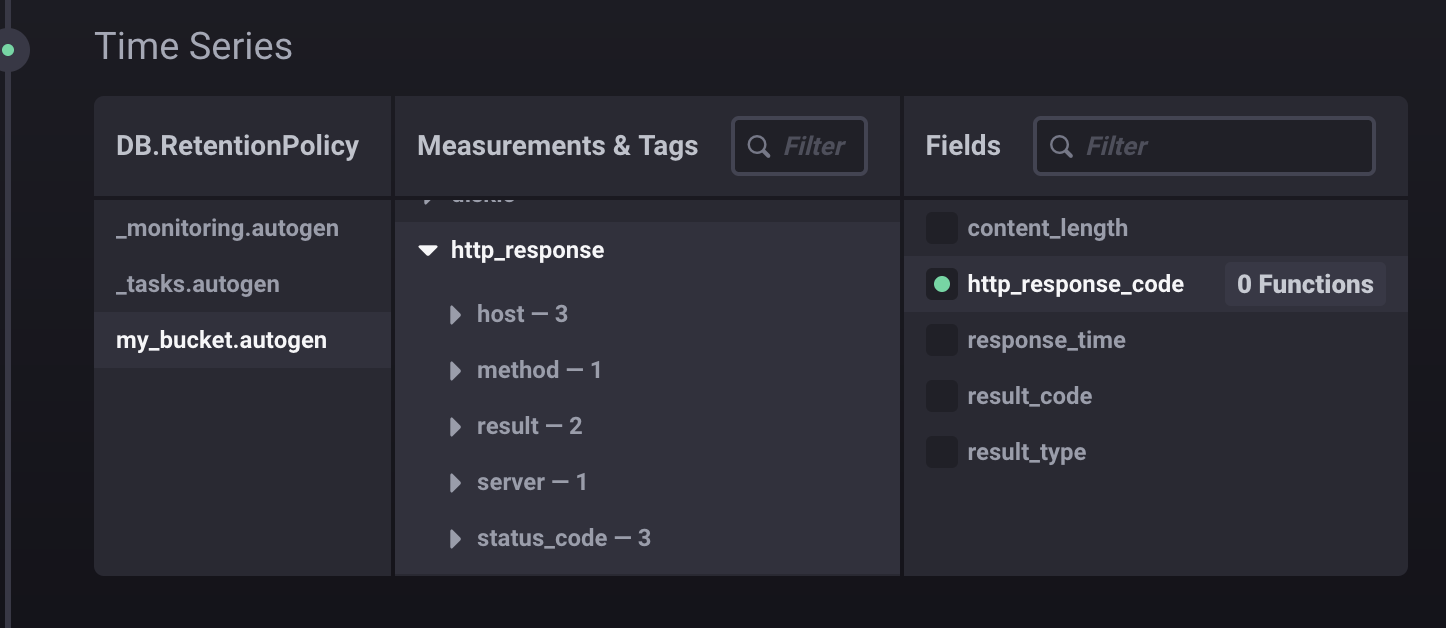 Time Series
DB.RetentionPolicy
Measurements & Tags
Filter
Fields
Filter
_monitoring.autogen
_tasks.autogen
my_bucket.autogen
http_response
host — 3
method — 1
result — 2
server — 1
status_code — 3
content_length
http_response_code
0 Functions
response_time
result_code
result_type